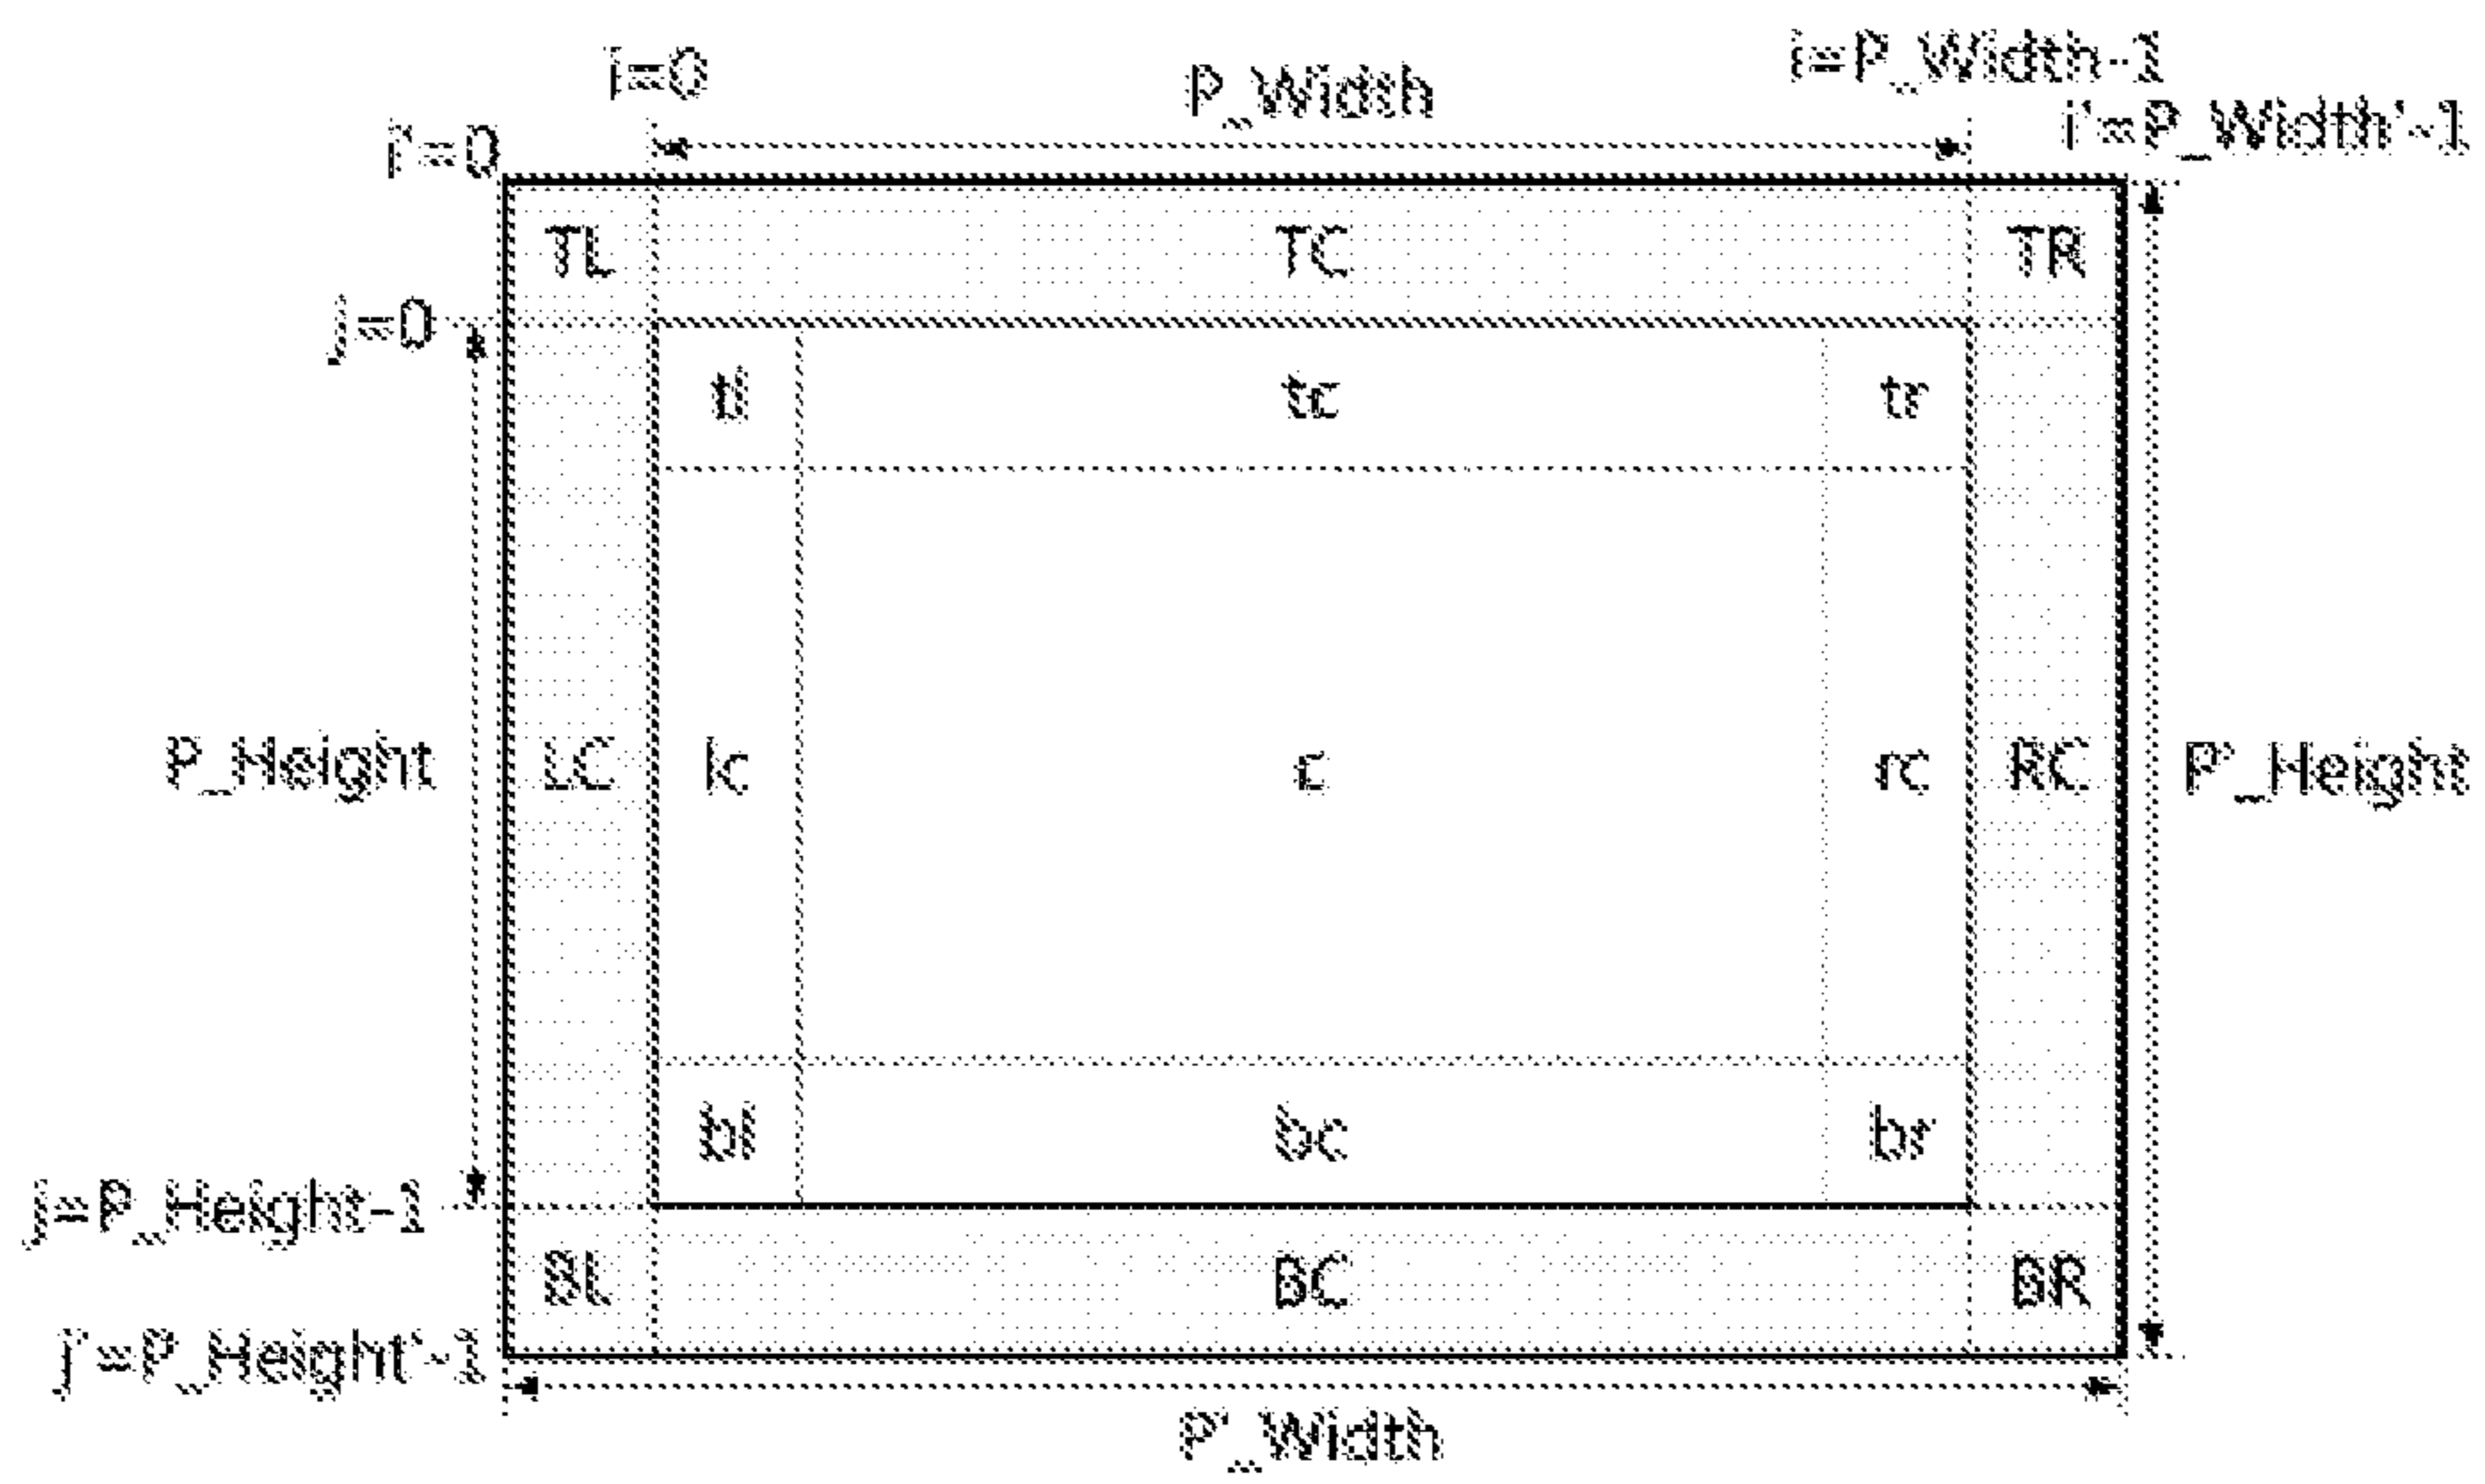 i=0
P_Width
i=P_Width-1
i'=0
i'=P_Width'-1
TL TC TR
j=0
tl tc tr
P_Height LC lc c rc RC P'_Height
bl bc br
j=P_Height-1
BL BC BR
j'=P_Height'-1
P'_Width